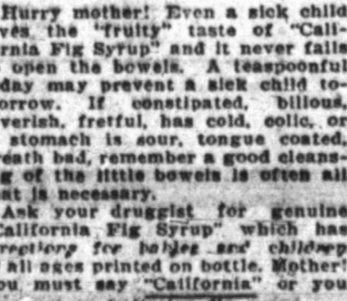 Hurry mother! Even a sick child
ves the "fruity" taste of "Cali-
rnia Fig Syrup" and it never fails
open the bowels. A teaspoonful
day may prevent a sick child to-
orrow. If constipated, bilious,
verish, fretful, has cold, colic, or
stomach is sour, tongue coated,
eath bad, remember a good cleans-
g of the little bowels is often all
at is necessary.
Ask your druggist for genuine
California Fig Syrup" which has
rections for babies and children
all ages printed on bottle. Mother!
ou must say "California" or you